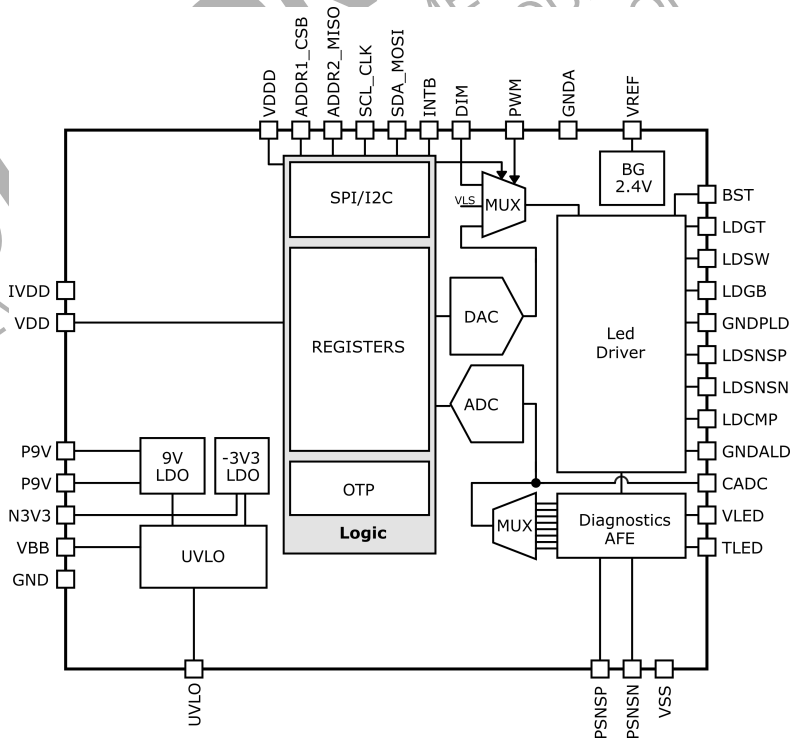 VDDD
ADDR1_CSB
ADDR2_MISO
SCL_CLK
SDA_MOSI
INTB
DIM
PWM
GNDA
VREF
SPI/I2C
BG
2.4V
VLS
MUX
BST
LDGT
LDSW
LDGB
GNDPLD
LDSNSP
LDSNSN
LDCMP
GNDALD
CADC
VLED
TLED
IVDD
VDD
REGISTERS
DAC
Led
Driver
ADC
P9V
P9V
N3V3
VBB
GND
9V
LDO
-3V3
LDO
OTP
Logic
UVLO
MUX
Diagnostics
AFE
UVLO
PSNSP
PSNSN
VSS